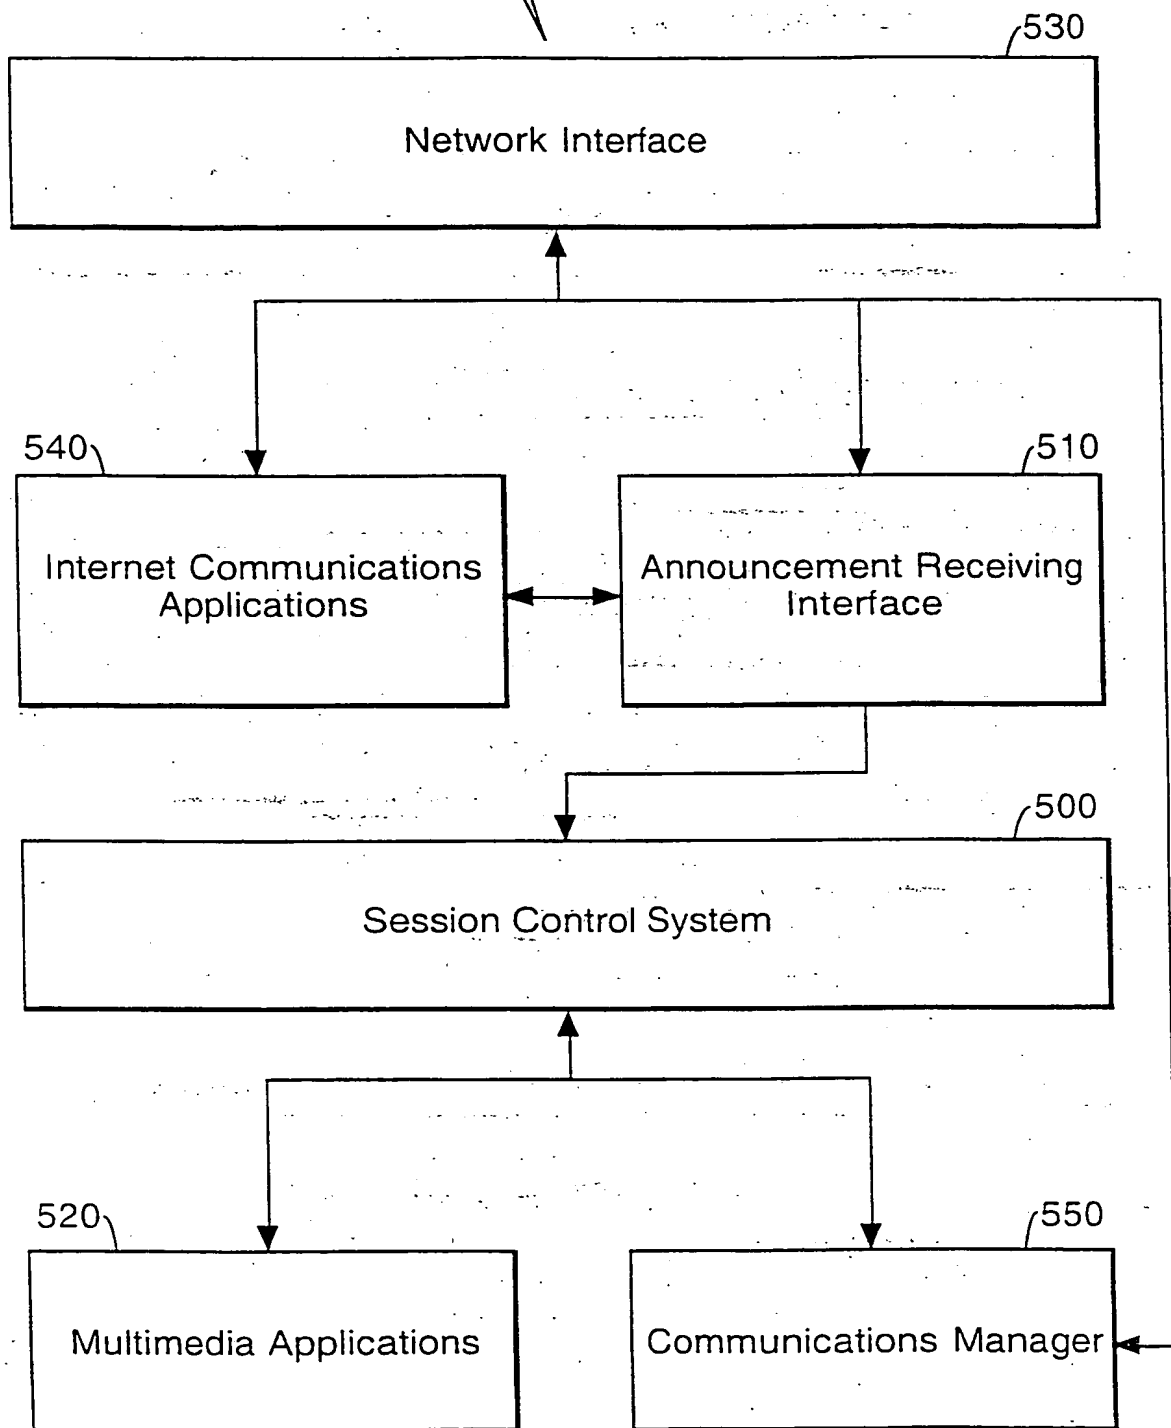 530
Network Interface
540
510
Internet Communications
Applications
Announcement Receiving
Interface
500
Session Control System
520
550
Multimedia Applications
Communications Manager